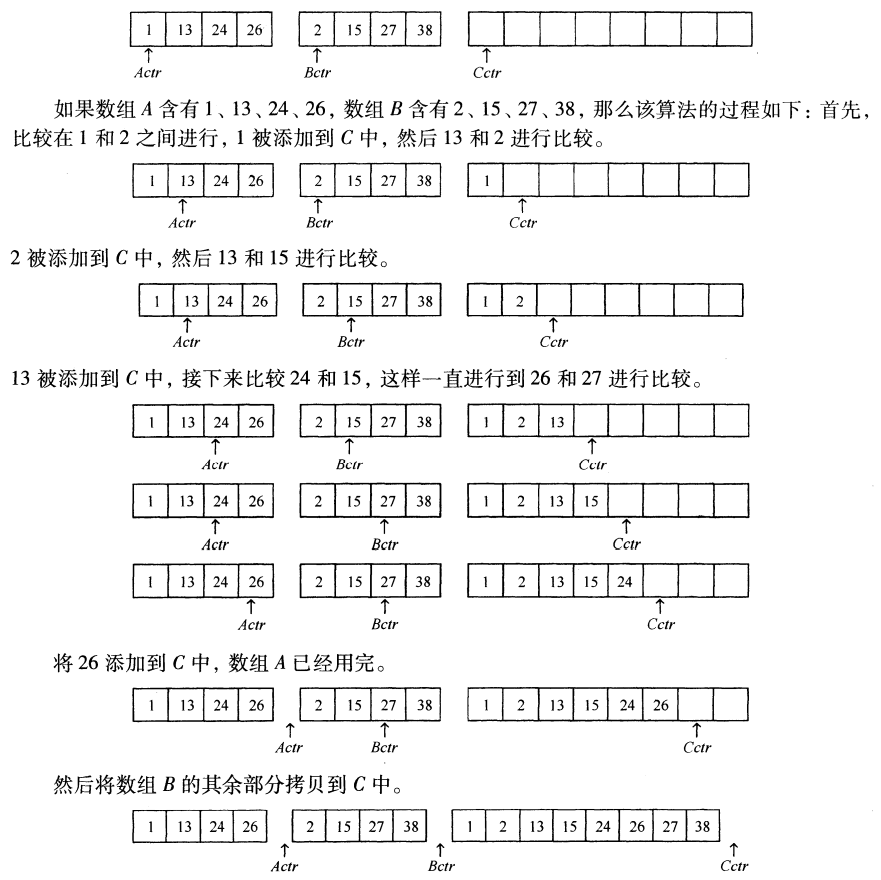 1 13 24 26 2 15 27 38
Actr Bctr Cctr
如果数组 A 含有 1、13、24、26，数组 B 含有 2、15、27、38，那么该算法的过程如下：首先，
比较在 1 和 2 之间进行，1 被添加到 C 中，然后 13 和 2 进行比较。
1 13 24 26 2 15 27 38 1
Actr Bctr Cctr
2 被添加到 C 中，然后 13 和 15 进行比较。
1 13 24 26 2 15 27 38 1 2
Actr Bctr Cctr
13 被添加到 C 中，接下来比较 24 和 15，这样一直进行到 26 和 27 进行比较。
1 13 24 26 2 15 27 38 1 2 13
Actr Bctr Cctr
1 13 24 26 2 15 27 38 1 2 13 15
Actr Bctr Cctr
1 13 24 26 2 15 27 38 1 2 13 15 24
Actr Bctr Cctr
将 26 添加到 C 中，数组 A 已经用完。
1 13 24 26 2 15 27 38 1 2 13 15 24 26
Actr Bctr Cctr
然后将数组 B 的其余部分拷贝到 C 中。
1 13 24 26 2 15 27 38 1 2 13 15 24 26 27 38
Actr Bctr Cctr